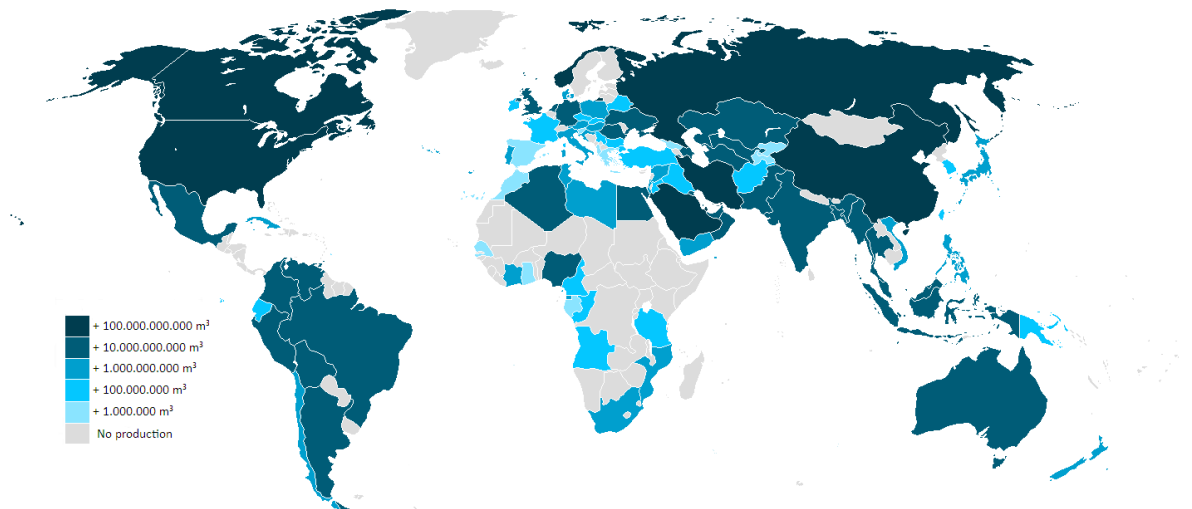 + 100.000.000.000 m³
+ 10.000.000.000 m³
+ 1.000.000.000 m³
+ 100.000.000 m³
+ 1.000.000 m³
No production